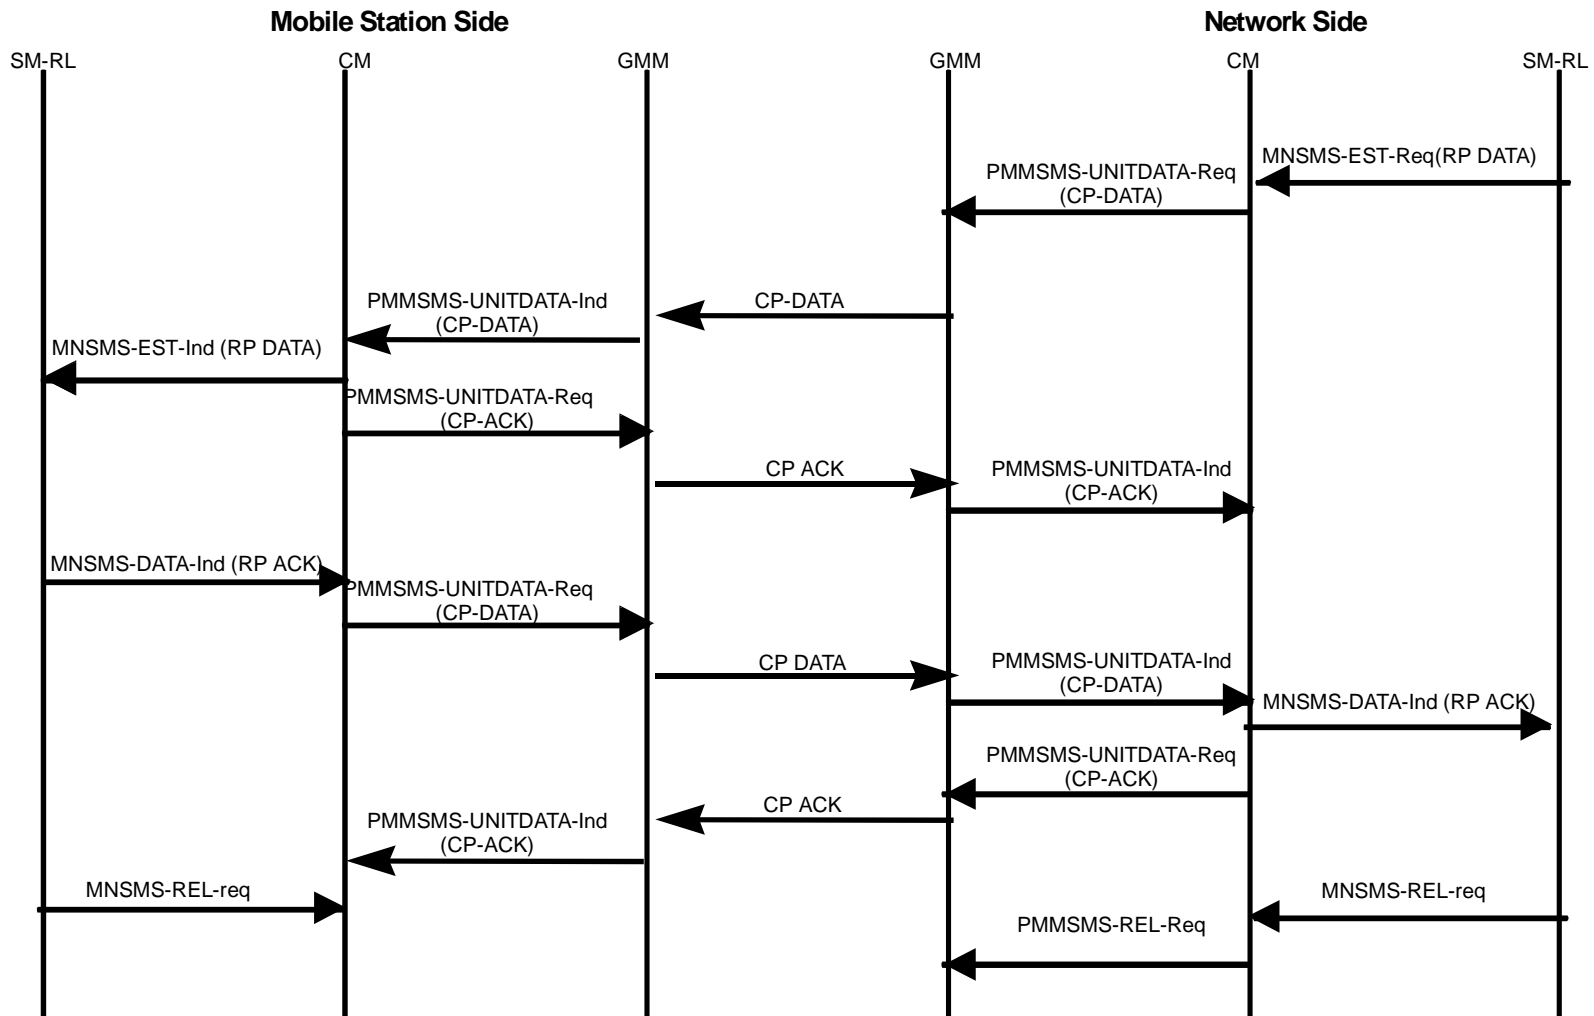 Mobile Station Side
Network Side
SM-RL
CM
GMM
GMM
CM
SM-RL
MNSMS-EST-Req(RP DATA)
PMMSMS-UNITDATA-Req
(CP-DATA)
CP-DATA
PMMSMS-UNITDATA-Ind
(CP-DATA)
MNSMS-EST-Ind (RP DATA)
PMMSMS-UNITDATA-Req
(CP-ACK)
CP ACK
PMMSMS-UNITDATA-Ind
(CP-ACK)
MNSMS-DATA-Ind (RP ACK)
PMMSMS-UNITDATA-Req
(CP-DATA)
CP DATA
PMMSMS-UNITDATA-Ind
(CP-DATA)
MNSMS-DATA-Ind (RP ACK)
PMMSMS-UNITDATA-Req
(CP-ACK)
CP ACK
PMMSMS-UNITDATA-Ind
(CP-ACK)
MNSMS-REL-req
MNSMS-REL-req
PMMSMS-REL-Req